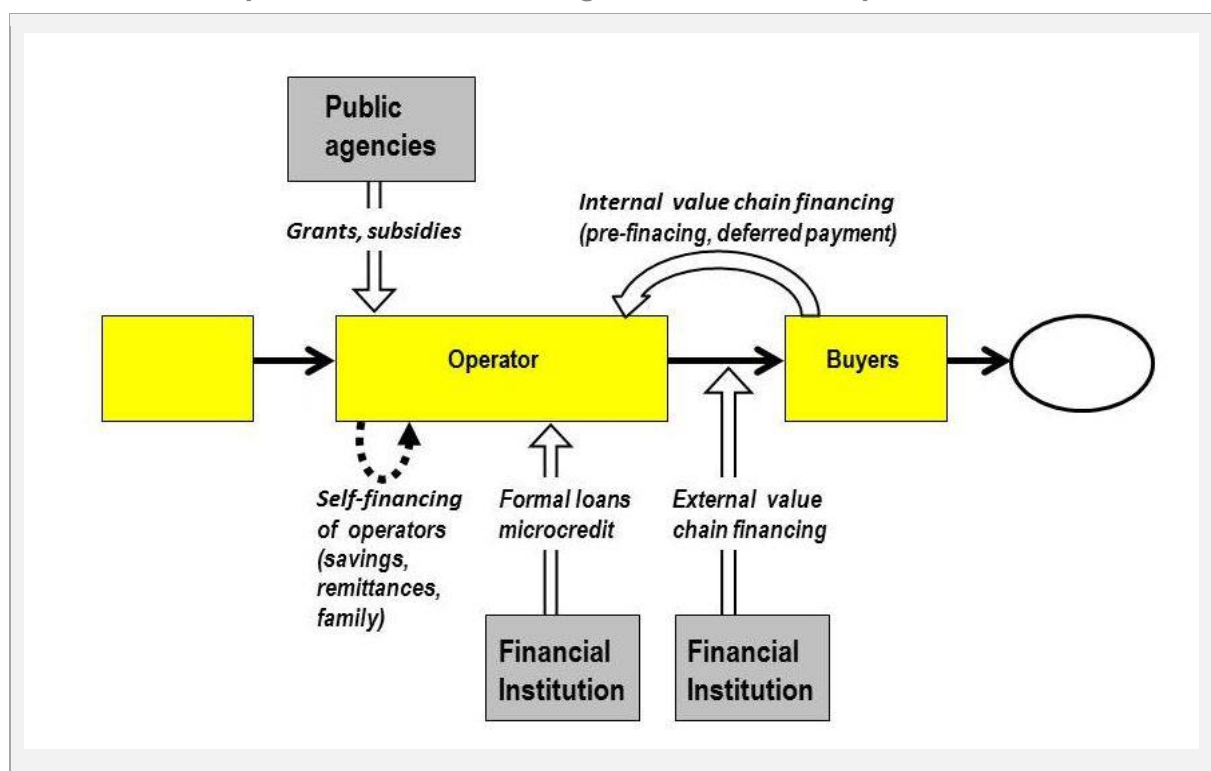 Public
agencies
Grants, subsidies
Internal value chain financing
(pre-finacing, deferred payment)
Operator
Buyers
Self-financing
of operators
(savings,
remittances,
family)
Formal loans
microcredit
External value
chain financing
Financial
Institution
Financial
Institution